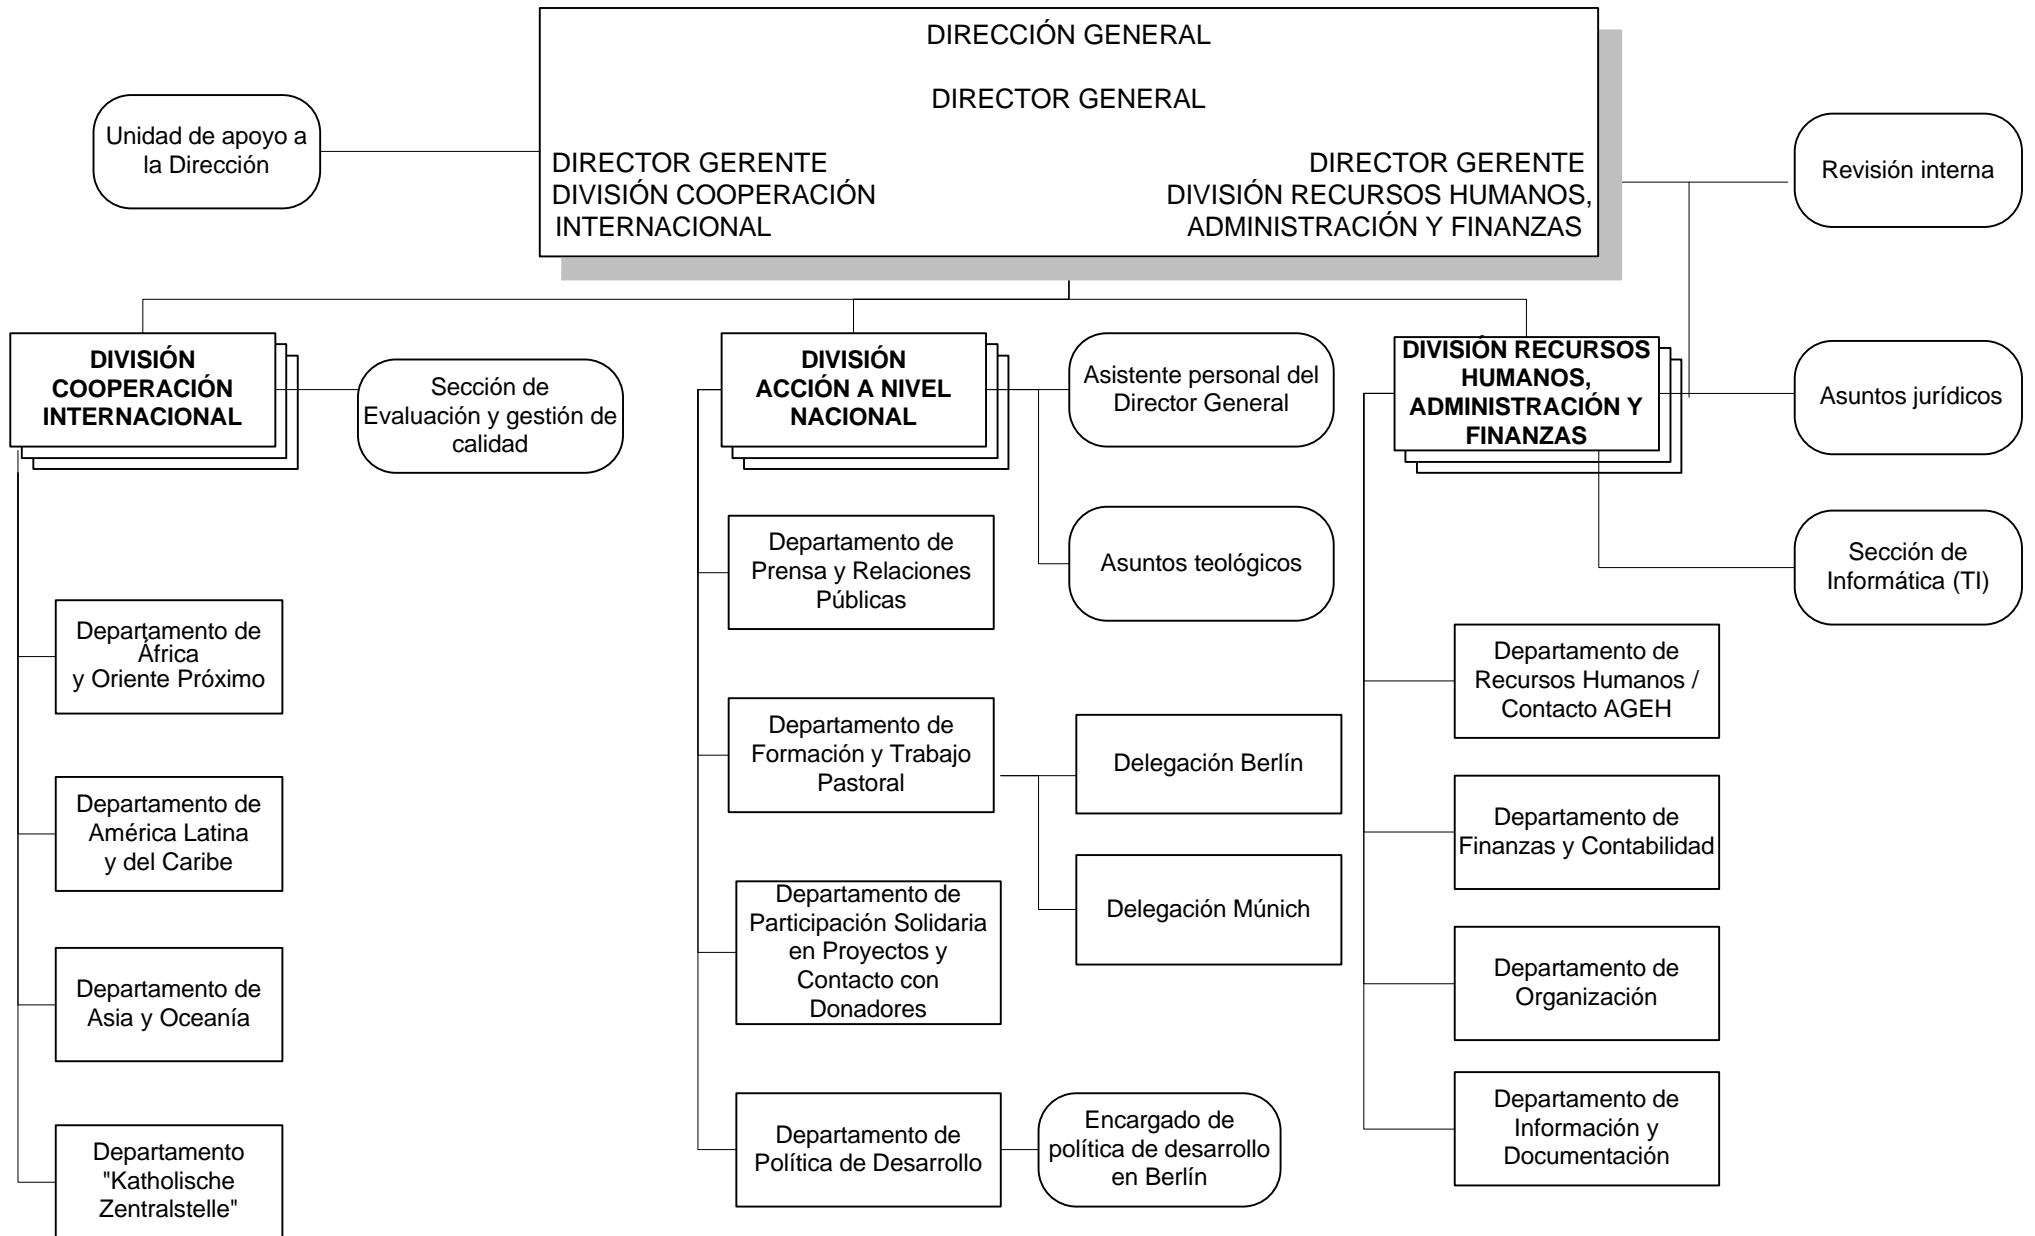 DIRECCIÓN GENERAL
DIRECTOR GENERAL
DIRECTOR GERENTE
DIVISIÓN COOPERACIÓN
INTERNACIONAL
DIRECTOR GERENTE
DIVISIÓN RECURSOS HUMANOS,
ADMINISTRACIÓN Y FINANZAS
Unidad de apoyo a
la Dirección
Revisión interna
DIVISIÓN
COOPERACIÓN
INTERNACIONAL
Sección de
Evaluación y gestión de
calidad
DIVISIÓN
ACCIÓN A NIVEL
NACIONAL
Asistente personal del
Director General
DIVISIÓN RECURSOS
HUMANOS,
ADMINISTRACIÓN Y
FINANZAS
Asuntos jurídicos
Departamento de
Prensa y Relaciones
Públicas
Asuntos teológicos
Sección de
Informática (TI)
Departamento de
África
y Oriente Próximo
Departamento de
Formación y Trabajo
Pastoral
Delegación Berlín
Departamento de
Recursos Humanos /
Contacto AGEH
Departamento de
América Latina
y del Caribe
Delegación Múnich
Departamento de
Finanzas y Contabilidad
Departamento de
Participación Solidaria
en Proyectos y
Contacto con
Donadores
Departamento de
Asia y Oceanía
Departamento de
Organización
Departamento
"Katholische
Zentralstelle"
Departamento de
Política de Desarrollo
Encargado de
política de desarrollo
en Berlín
Departamento de
Información y
Documentación